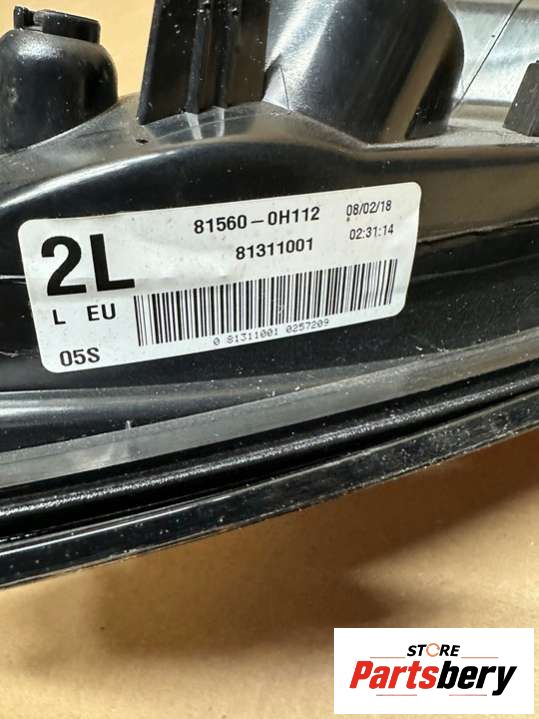 81560-0H112 08/02/18
2L 81311001 02:31:14
L EU
0 81311001 0257209
05S
STORE
Partsbery